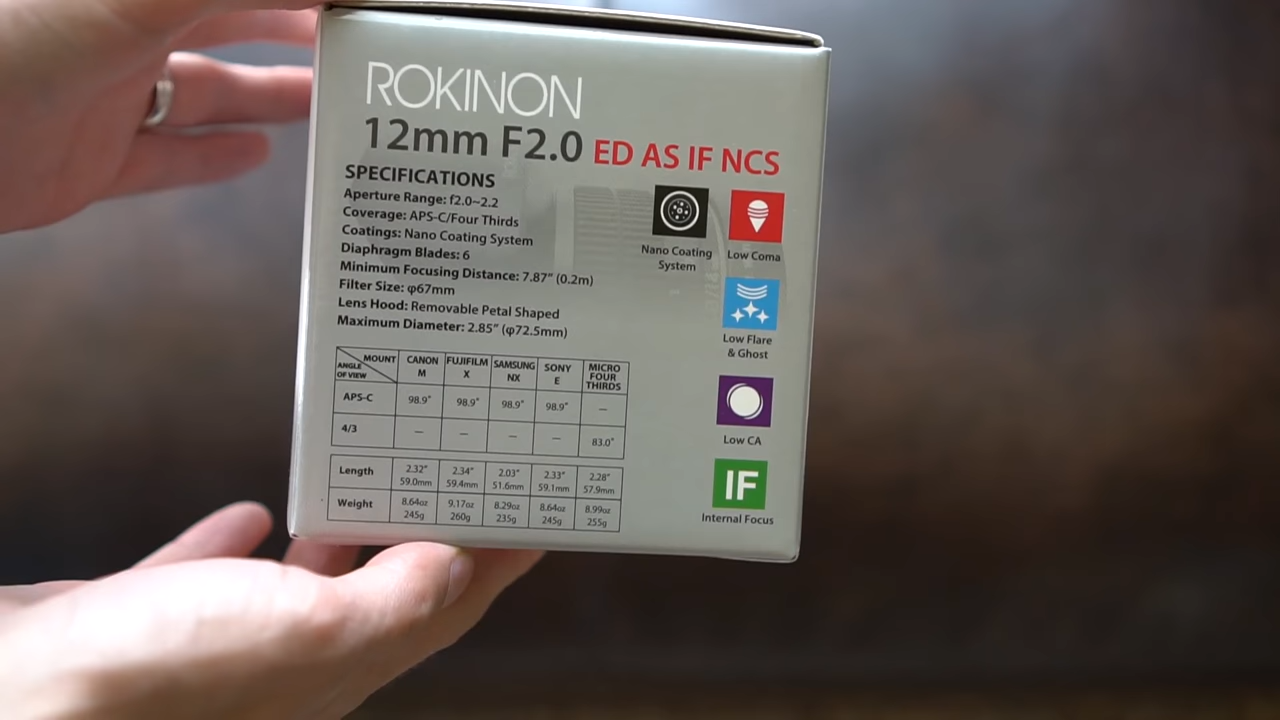 ROKINON
12mm F2.0 ED AS IF NCS
SPECIFICATIONS
Aperture Range: f2.0~2.2
Coverage: APS-C/Four Thirds
Coatings: Nano Coating System
Diaphragm Blades: 6
Minimum Focusing Distance: 7.87" (0.2m)
Filter Size: φ67mm
Lens Hood: Removable Petal Shaped
Maximum Diameter: 2.85" (φ72.5mm)
Nano Coating
System
Low Coma
Low Flare
& Ghost
Low CA
IF
Internal Focus
MOUNT
ANGLE
OF VIEW
CANON
M
FUJIFILM
X
SAMSUNG
NX
SONY
E
MICRO
FOUR
THIRDS
APS-C 98.9° 98.9° 98.9° 98.9° —
4/3 — — — — 83.0°
Length
2.32" 2.34" 2.03" 2.33" 2.28"
59.0mm 59.4mm 51.6mm 59.1mm 57.9mm
Weight
8.64oz 9.17oz 8.29oz 8.64oz 8.99oz
245g 260g 235g 245g 255g